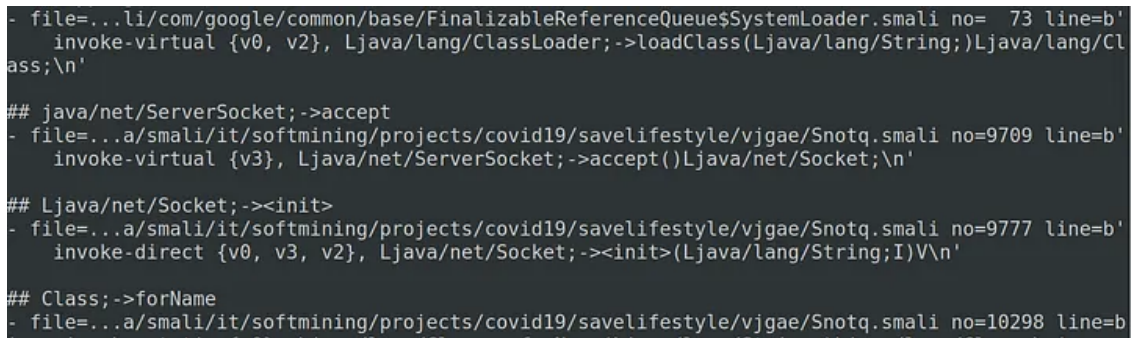 - file=...li/com/google/common/base/FinalizableReferenceQueue$SystemLoader.smali no=  73 line=b'
    invoke-virtual {v0, v2}, Ljava/lang/ClassLoader;->loadClass(Ljava/lang/String;)Ljava/lang/Cl
ass;\n'
## java/net/ServerSocket;->accept
- file=...a/smali/it/softmining/projects/covid19/savelifestyle/vjgae/Snotq.smali no=9709 line=b'
    invoke-virtual {v3}, Ljava/net/ServerSocket;->accept()Ljava/net/Socket;\n'
## Ljava/net/Socket;-><init>
- file=...a/smali/it/softmining/projects/covid19/savelifestyle/vjgae/Snotq.smali no=9777 line=b'
    invoke-direct {v0, v3, v2}, Ljava/net/Socket;-><init>(Ljava/lang/String;I)V\n'
## Class;->forName
- file=...a/smali/it/softmining/projects/covid19/savelifestyle/vjgae/Snotq.smali no=10298 line=b